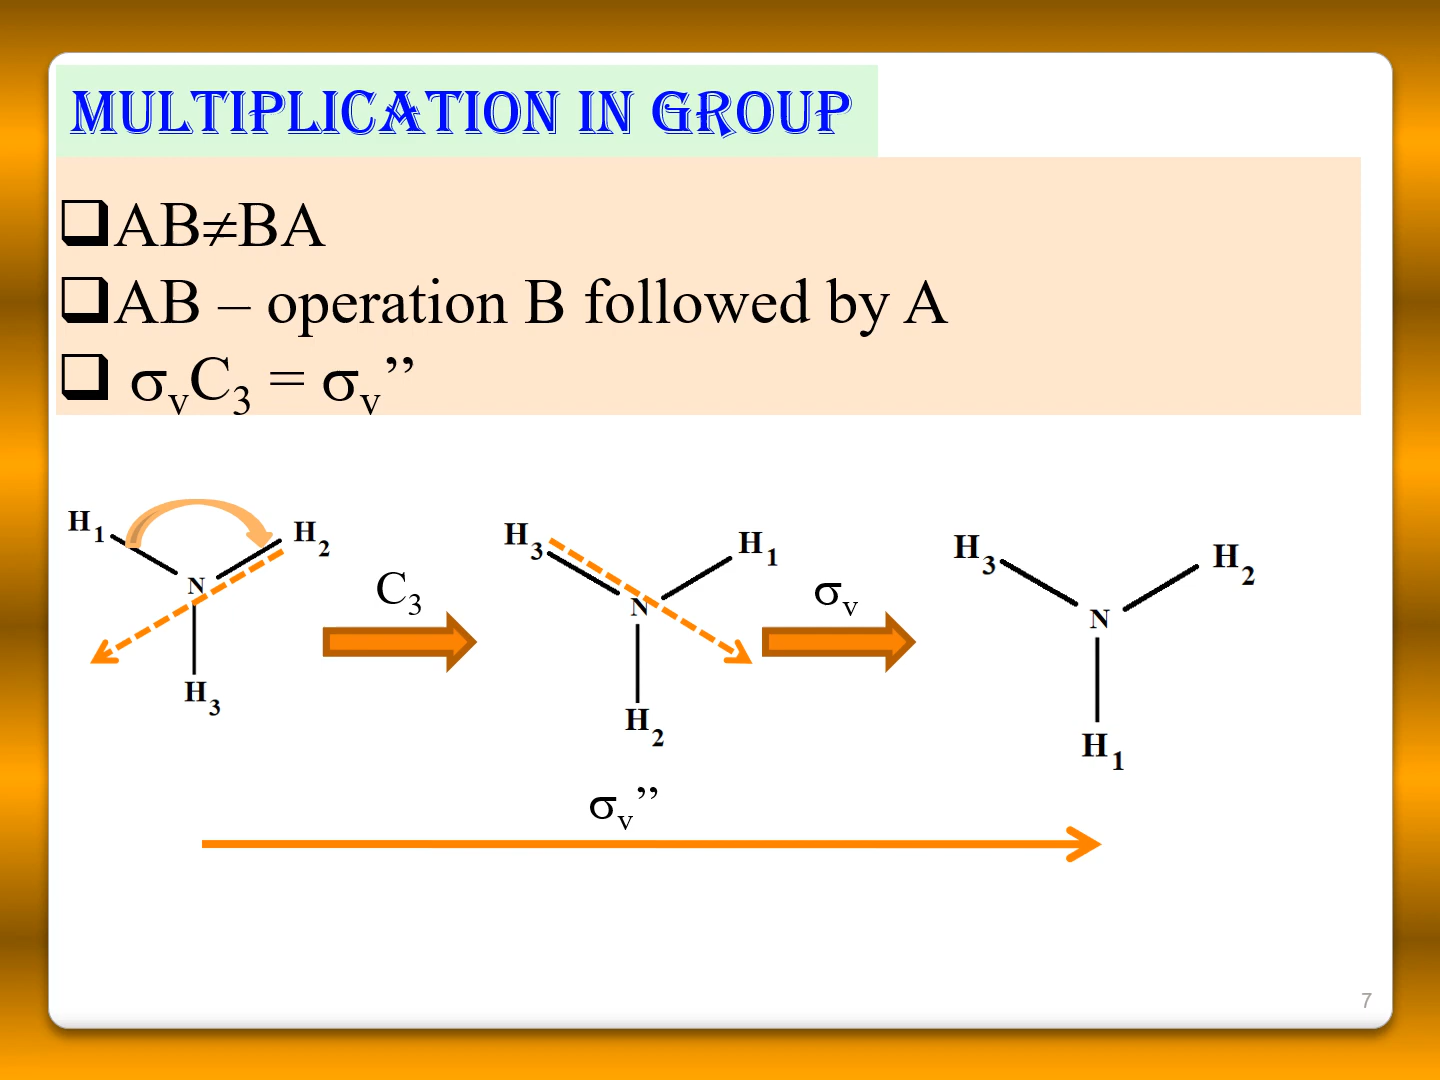 MULTIPLICATION IN GROUP
❑AB≠BA
❑AB – operation B followed by A
❑ σᵥC₃ = σᵥ’’
H₁ H₂
N
H₃
C₃
H₃ H₁
N
H₂
σᵥ
H₃ H₂
N
H₁
σᵥ’’
7